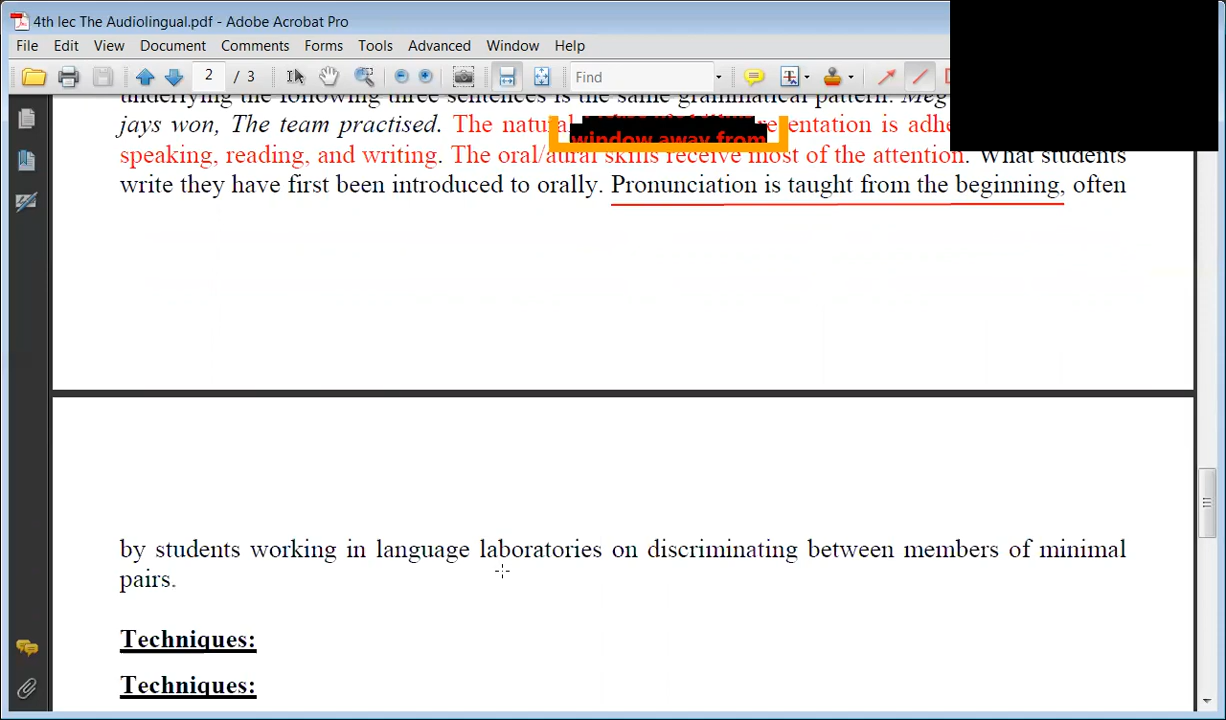 4th lec The Audiolingual.pdf - Adobe Acrobat Pro
File Edit View Document Comments Forms Tools Advanced Window Help
2 / 3 Find
underlying the following three sentences is the same grammatical pattern: Meg
jays won, The team practised. The natural presentation is adhe
window away from
speaking, reading, and writing. The oral/aural skills receive most of the attention. What students
write they have first been introduced to orally. Pronunciation is taught from the beginning, often
by students working in language laboratories on discriminating between members of minimal
pairs.
Techniques:
Techniques: